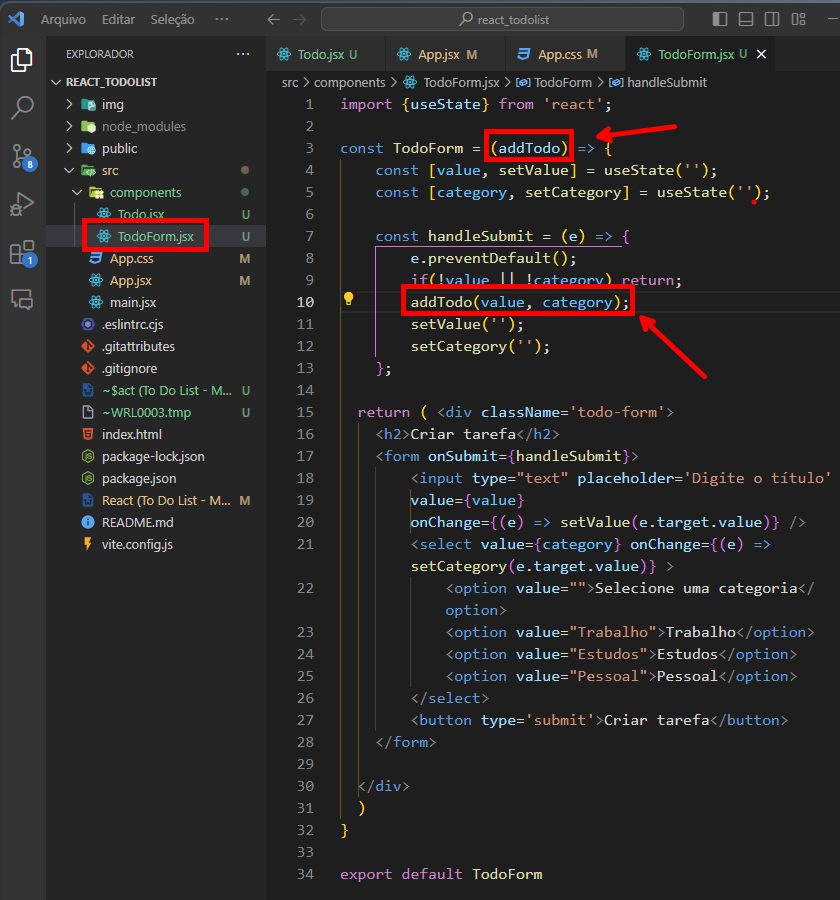 Arquivo Editar Seleção ··· react_todolist
EXPLORADOR ···
REACT_TODOLIST
img
node_modules
public
src
components
Todo.jsx U
TodoForm.jsx U
App.css M
App.jsx M
main.jsx
.eslintrc.cjs
.gitattributes
.gitignore
~$act (To Do List - M... U
~WRL0003.tmp U
index.html
package-lock.json
package.json
React (To Do List - M... M
README.md
vite.config.js
8
1
Todo.jsx U App.jsx M App.css M TodoForm.jsx U
src > components > TodoForm.jsx > TodoForm > handleSubmit
1 import {useState} from 'react';
2
3 const TodoForm = (addTodo) => {
4 const [value, setValue] = useState('');
5 const [category, setCategory] = useState('');
6
7 const handleSubmit = (e) => {
8 e.preventDefault();
9 if(!value || !category) return;
10 addTodo(value, category);
11 setValue('');
12 setCategory('');
13 };
14
15 return ( <div className='todo-form'>
16 <h2>Criar tarefa</h2>
17 <form onSubmit={handleSubmit}>
18 <input type="text" placeholder='Digite o título'
19 value={value}
20 onChange={(e) => setValue(e.target.value)} />
21 <select value={category} onChange={(e) =>
setCategory(e.target.value)} >
22 <option value="">Selecione uma categoria</
option>
23 <option value="Trabalho">Trabalho</option>
24 <option value="Estudos">Estudos</option>
25 <option value="Pessoal">Pessoal</option>
26 </select>
27 <button type='submit'>Criar tarefa</button>
28 </form>
29
30 </div>
31 )
32 }
33
34 export default TodoForm